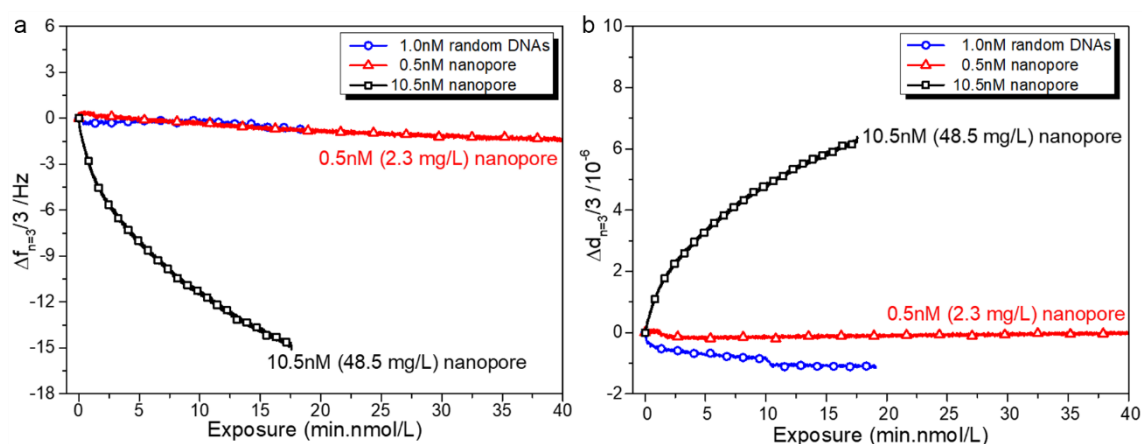 a
6
3
0
-3
-6
-9
-12
-15
-18
Δf_{n=3}/3 /Hz
1.0nM random DNAs
0.5nM nanopore
10.5nM nanopore
0.5nM (2.3 mg/L) nanopore
10.5nM (48.5 mg/L) nanopore
0 5 10 15 20 25 30 35 40
Exposure (min.nmol/L)
b
10
8
6
4
2
0
-2
Δd_{n=3}/3 /10^{-6}
1.0nM random DNAs
0.5nM nanopore
10.5nM nanopore
10.5nM (48.5 mg/L) nanopore
0.5nM (2.3 mg/L) nanopore
0 5 10 15 20 25 30 35 40
Exposure (min.nmol/L)